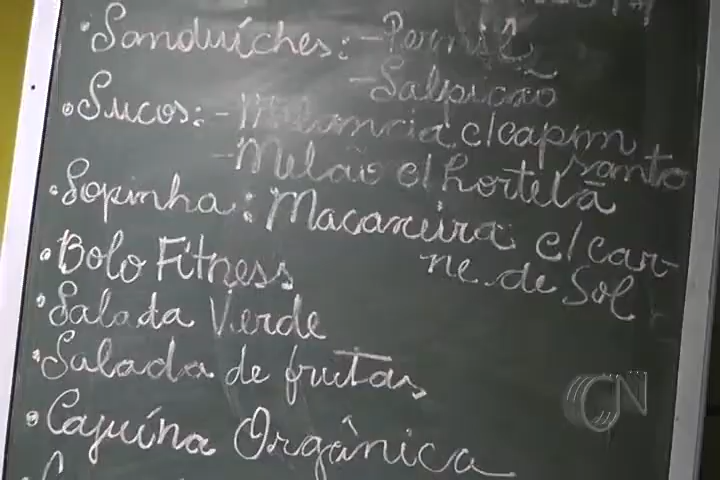 •Sanduíches: - Pernil
- Salpicão
•Sucos: - Melancia c/capim santo
- Melão c/hortelã
•Sopinha: Macaxeira c/car-
ne de Sol
•Bolo Fitness
•Salada Verde
•Salada de frutas
•Cajuína Orgânica
CN